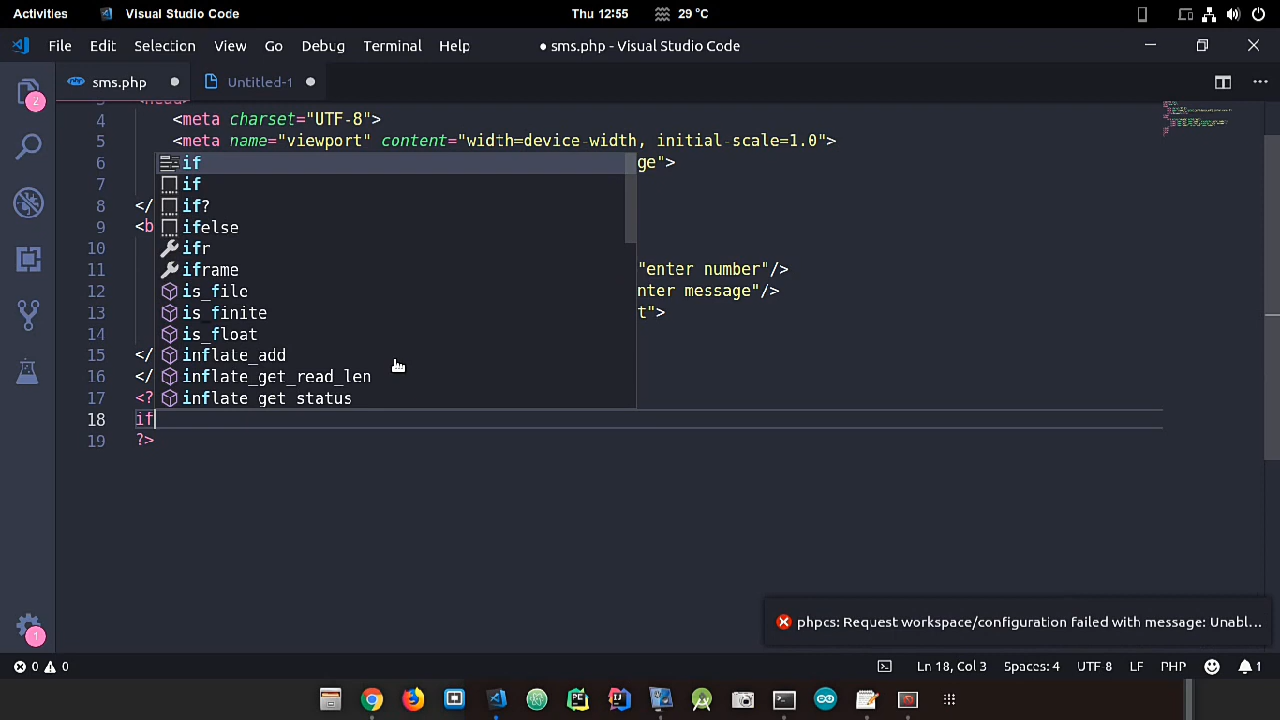 Activities Visual Studio Code Thu 12:55 29 °C
File Edit Selection View Go Debug Terminal Help ● sms.php - Visual Studio Code
sms.php Untitled-1
2
4 <meta charset="UTF-8">
5 <meta name="viewport" content="width=device-width, initial-scale=1.0">
6 ge">
7
8 </
9 <b
10
11 "enter number"/>
12 nter message"/>
13 t">
14
15 </
16 </
17 <?
18 if
19 ?>
if
if
if?
ifelse
ifr
iframe
is_file
is_finite
is_float
inflate_add
inflate_get_read_len
inflate_get_status
phpcs: Request workspace/configuration failed with message: Unabl...
1
0 0 Ln 18, Col 3 Spaces: 4 UTF-8 LF PHP 1